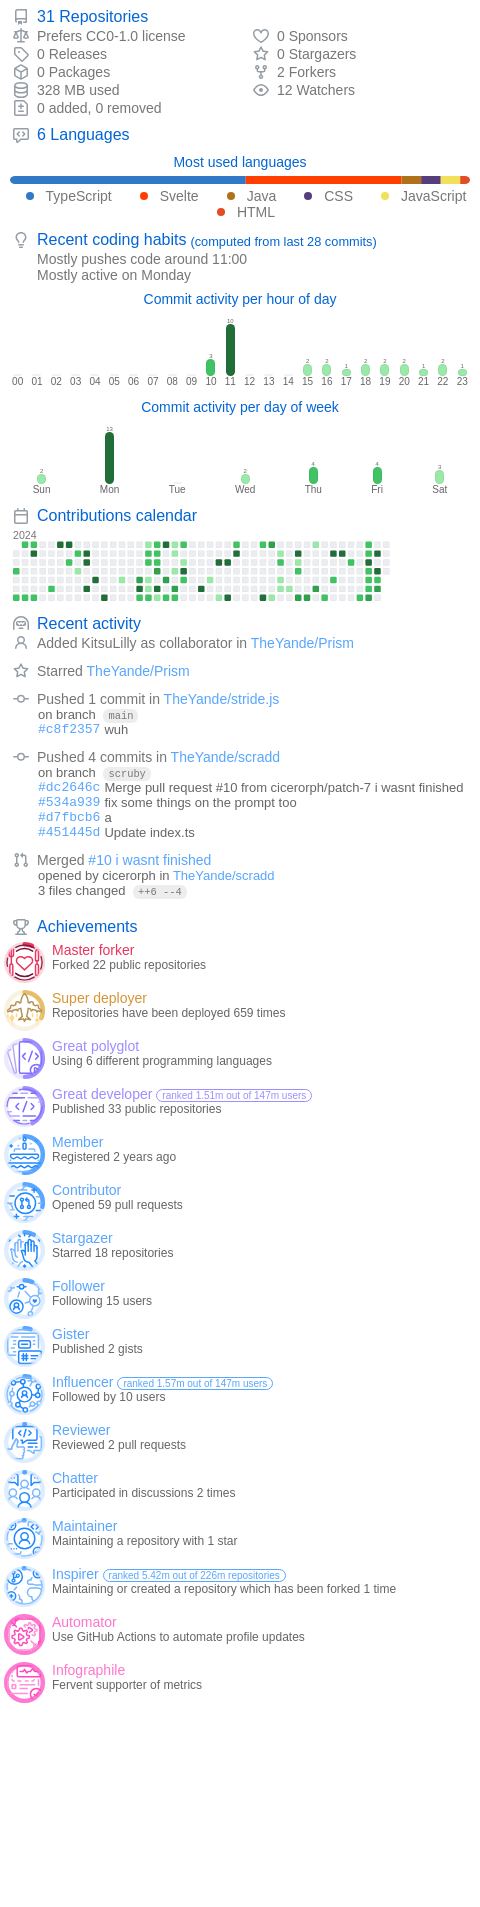 31 Repositories
Prefers CC0-1.0 license
0 Sponsors
0 Releases
0 Stargazers
0 Packages
2 Forkers
328 MB used
12 Watchers
0 added, 0 removed
6 Languages
Most used languages
TypeScript Svelte Java CSS JavaScript
HTML
Recent coding habits (computed from last 28 commits)
Mostly pushes code around 11:00
Mostly active on Monday
Commit activity per hour of day
3 10 2 2 1 2 2 2 1 2 1
00 01 02 03 04 05 06 07 08 09 10 11 12 13 14 15 16 17 18 19 20 21 22 23
Commit activity per day of week
2 13 2 4 4 3
Sun Mon Tue Wed Thu Fri Sat
Contributions calendar
2024
Recent activity
Added KitsuLilly as collaborator in TheYande/Prism
Starred TheYande/Prism
Pushed 1 commit in TheYande/stride.js
on branch main
#c8f2357 wuh
Pushed 4 commits in TheYande/scradd
on branch scruby
#dc2646c Merge pull request #10 from cicerorph/patch-7 i wasnt finished
#534a939 fix some things on the prompt too
#d7fbcb6 a
#451445d Update index.ts
Merged #10 i wasnt finished
opened by cicerorph in TheYande/scradd
3 files changed ++6 --4
Achievements
Master forker
Forked 22 public repositories
Super deployer
Repositories have been deployed 659 times
Great polyglot
Using 6 different programming languages
Great developer ranked 1.51m out of 147m users
Published 33 public repositories
Member
Registered 2 years ago
Contributor
Opened 59 pull requests
Stargazer
Starred 18 repositories
Follower
Following 15 users
Gister
Published 2 gists
Influencer ranked 1.57m out of 147m users
Followed by 10 users
Reviewer
Reviewed 2 pull requests
Chatter
Participated in discussions 2 times
Maintainer
Maintaining a repository with 1 star
Inspirer ranked 5.42m out of 226m repositories
Maintaining or created a repository which has been forked 1 time
Automator
Use GitHub Actions to automate profile updates
Infographile
Fervent supporter of metrics